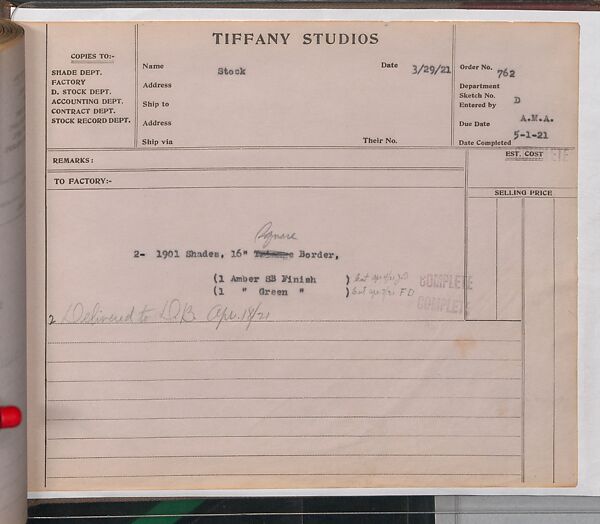 TIFFANY STUDIOS
COPIES TO:-
SHADE DEPT.
FACTORY
D. STOCK DEPT.
ACCOUNTING DEPT.
CONTRACT DEPT.
STOCK RECORD DEPT.
Name Stock Date 3/29/21
Address
Ship to
Address
Ship via Their No.
Order No. 762
Department
Sketch No. D
Entered by
A.M.A.
Due Date 5-1-21
Date Completed
REMARKS:
EST. COST
TO FACTORY:-
SELLING PRICE
Square
2- 1901 Shades, 16" Border,
(1 Amber SB Finish ) COMPLETE
(1 " Green " ) F D COMPLETE
2 Delivered to D.B. Apr. 18/21